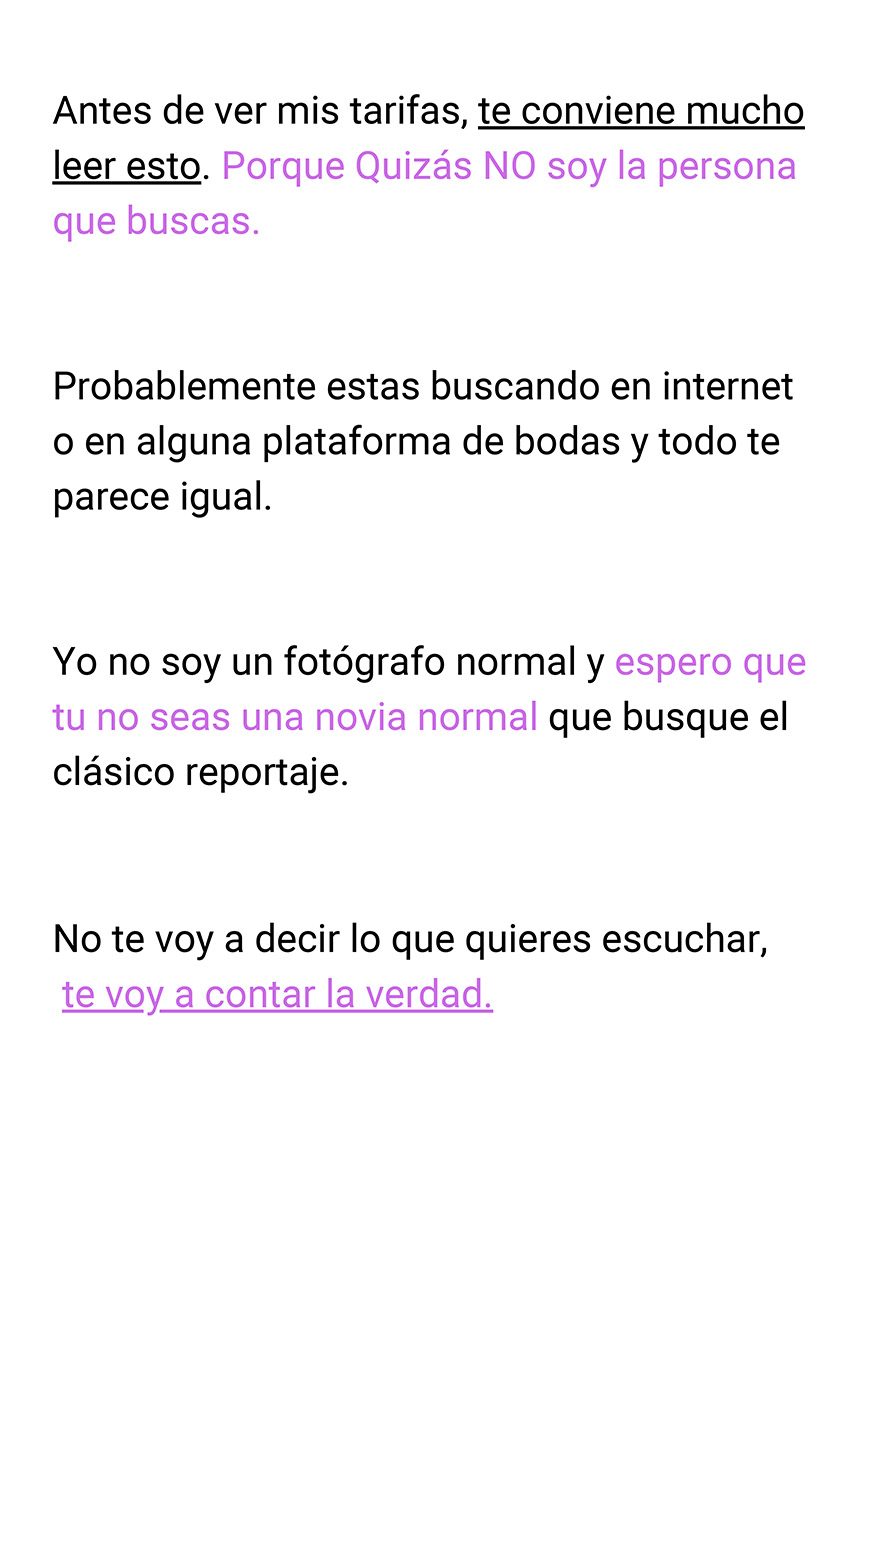 Antes de ver mis tarifas, te conviene mucho
leer esto. Porque Quizás NO soy la persona
que buscas.
Probablemente estas buscando en internet
o en alguna plataforma de bodas y todo te
parece igual.
Yo no soy un fotógrafo normal y espero que
tu no seas una novia normal que busque el
clásico reportaje.
No te voy a decir lo que quieres escuchar,
te voy a contar la verdad.